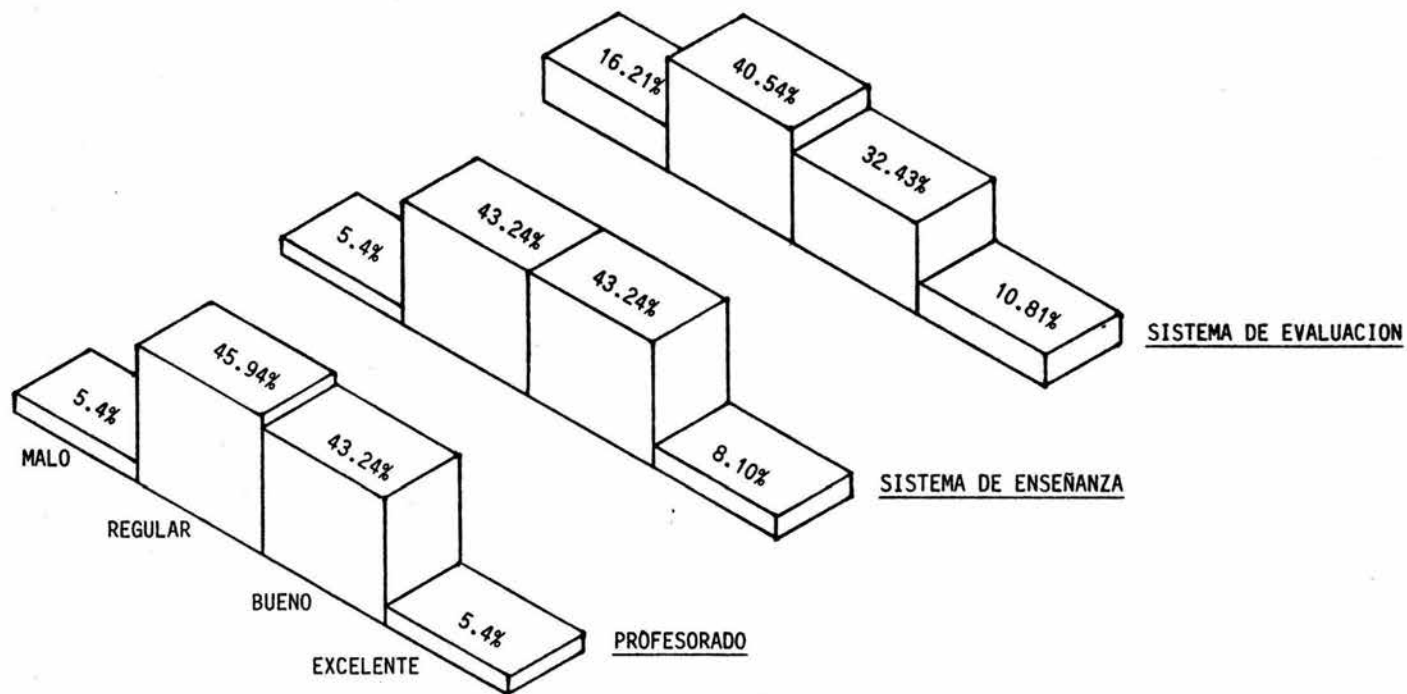 16.21%
40.54%
32.43%
10.81%
SISTEMA DE EVALUACION
5.4%
43.24%
43.24%
8.10%
SISTEMA DE ENSEÑANZA
5.4%
45.94%
43.24%
5.4%
MALO
REGULAR
BUENO
EXCELENTE
PROFESORADO